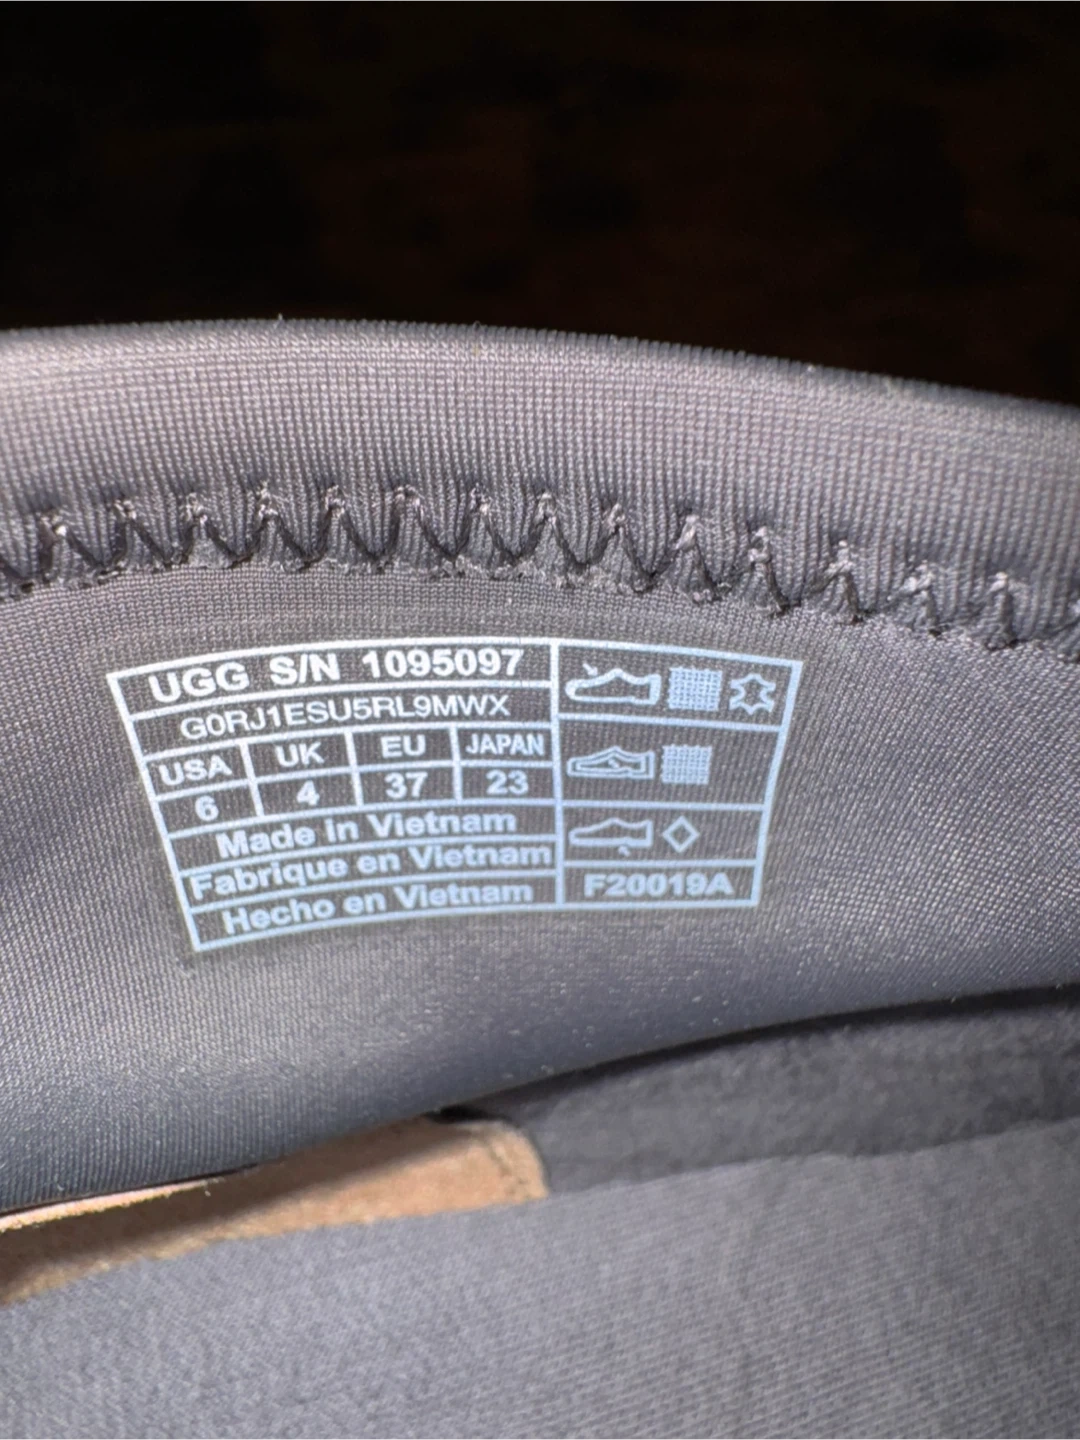 UGG S/N 1095097
G0RJ1ESU5RL9MWX
USA UK EU JAPAN
6 4 37 23
Made in Vietnam
Fabrique en Vietnam
Hecho en Vietnam
F20019A